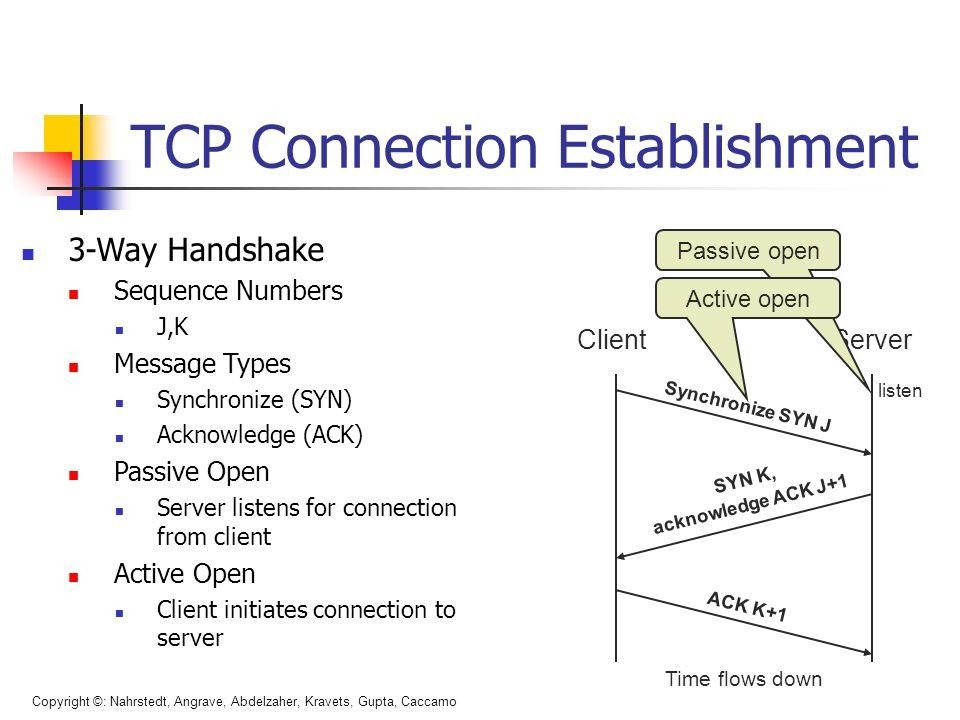 TCP Connection Establishment
3-Way Handshake
Sequence Numbers
J,K
Message Types
Synchronize (SYN)
Acknowledge (ACK)
Passive Open
Server listens for connection
from client
Active Open
Client initiates connection to
server
Passive open
Active open
Client
Server
listen
Synchronize SYN J
SYN K,
acknowledge ACK J+1
ACK K+1
Time flows down
Copyright ©: Nahrstedt, Angrave, Abdelzaher, Kravets, Gupta, Caccamo